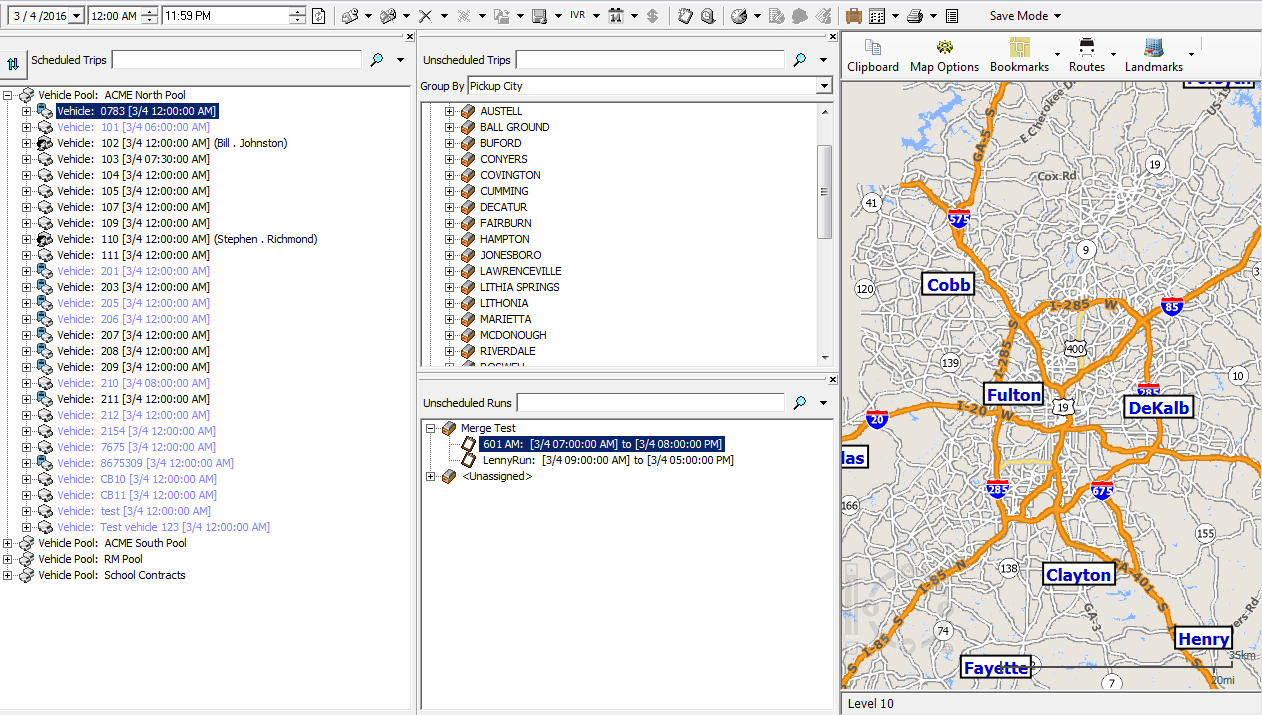 3 / 4 /2016 12:00 AM 11:59 PM IVR 14 $ Save Mode
Scheduled Trips
Vehicle Pool: ACME North Pool
Vehicle: 0783 [3/4 12:00:00 AM]
Vehicle: 101 [3/4 06:00:00 AM]
Vehicle: 102 [3/4 12:00:00 AM] (Bill . Johnston)
Vehicle: 103 [3/4 07:30:00 AM]
Vehicle: 104 [3/4 12:00:00 AM]
Vehicle: 105 [3/4 12:00:00 AM]
Vehicle: 107 [3/4 12:00:00 AM]
Vehicle: 109 [3/4 12:00:00 AM]
Vehicle: 110 [3/4 12:00:00 AM] (Stephen . Richmond)
Vehicle: 111 [3/4 12:00:00 AM]
Vehicle: 201 [3/4 12:00:00 AM]
Vehicle: 203 [3/4 12:00:00 AM]
Vehicle: 205 [3/4 12:00:00 AM]
Vehicle: 206 [3/4 12:00:00 AM]
Vehicle: 207 [3/4 12:00:00 AM]
Vehicle: 208 [3/4 12:00:00 AM]
Vehicle: 209 [3/4 12:00:00 AM]
Vehicle: 210 [3/4 08:00:00 AM]
Vehicle: 211 [3/4 12:00:00 AM]
Vehicle: 212 [3/4 12:00:00 AM]
Vehicle: 2154 [3/4 12:00:00 AM]
Vehicle: 7675 [3/4 12:00:00 AM]
Vehicle: 8675309 [3/4 12:00:00 AM]
Vehicle: CB10 [3/4 12:00:00 AM]
Vehicle: CB11 [3/4 12:00:00 AM]
Vehicle: test [3/4 12:00:00 AM]
Vehicle: Test vehicle 123 [3/4 12:00:00 AM]
Vehicle Pool: ACME South Pool
Vehicle Pool: RM Pool
Vehicle Pool: School Contracts
Unscheduled Trips
Group By Pickup City
AUSTELL
BALL GROUND
BUFORD
CONYERS
COVINGTON
CUMMING
DECATUR
FAIRBURN
HAMPTON
JONESBORO
LAWRENCEVILLE
LITHIA SPRINGS
LITHONIA
MARIETTA
MCDONOUGH
RIVERDALE
ROSWELL
Unscheduled Runs
Merge Test
601 AM: [3/4 07:00:00 AM] to [3/4 08:00:00 PM]
LennyRun: [3/4 09:00:00 AM] to [3/4 05:00:00 PM]
<Unassigned>
Clipboard Map Options Bookmarks Routes Landmarks
Forsyth
US-19
E Cherokee Dr
GA-5 S
19
Cox Rd
41
575
9
Cobb
120
I-285 W
85
I-285 S
400
139
10
Fulton
285
19
DeKalb
I-20 W
20
las
285
675
166
155
138
I-85 N
Clayton
GA-401 S
GA-3
I-85 S
74
Henry
35km
Fayette
20mi
7
Level 10